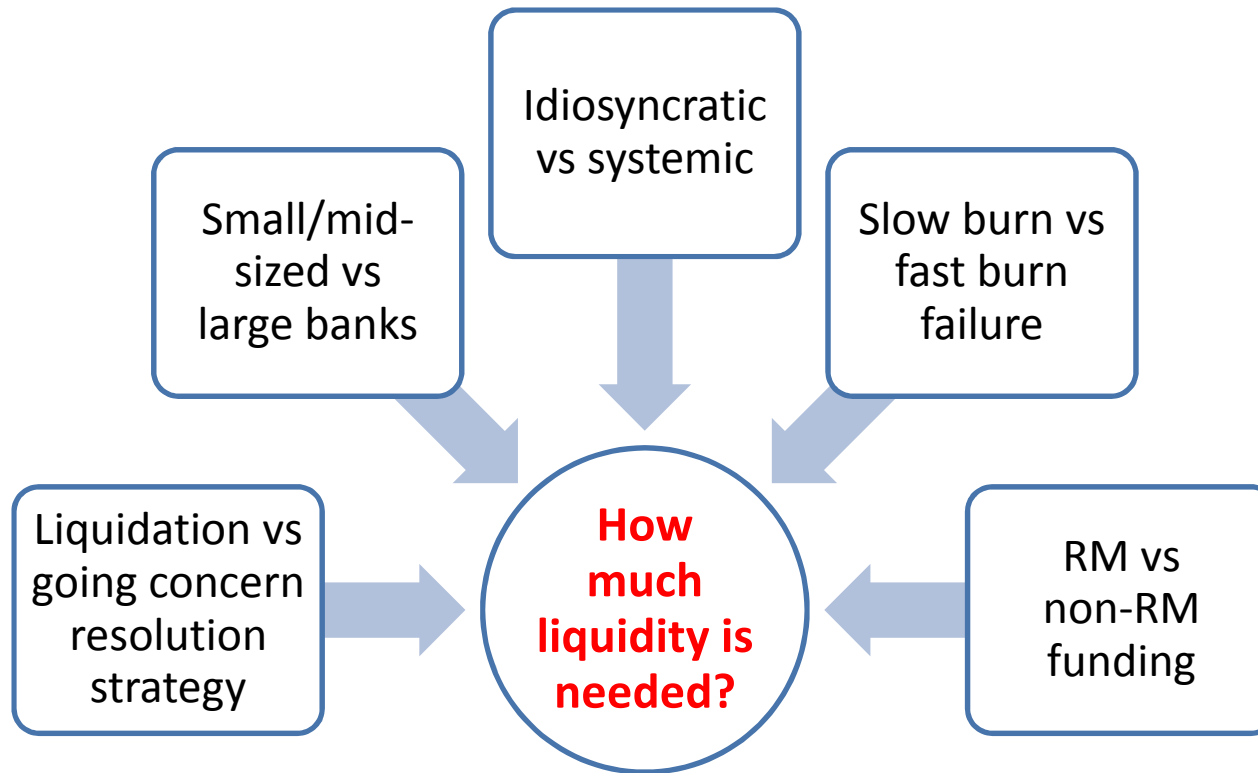 Idiosyncratic
vs systemic
Small/mid-
sized vs
large banks
Slow burn vs
fast burn
failure
Liquidation vs
going concern
resolution
strategy
How
much
liquidity is
needed?
RM vs
non-RM
funding